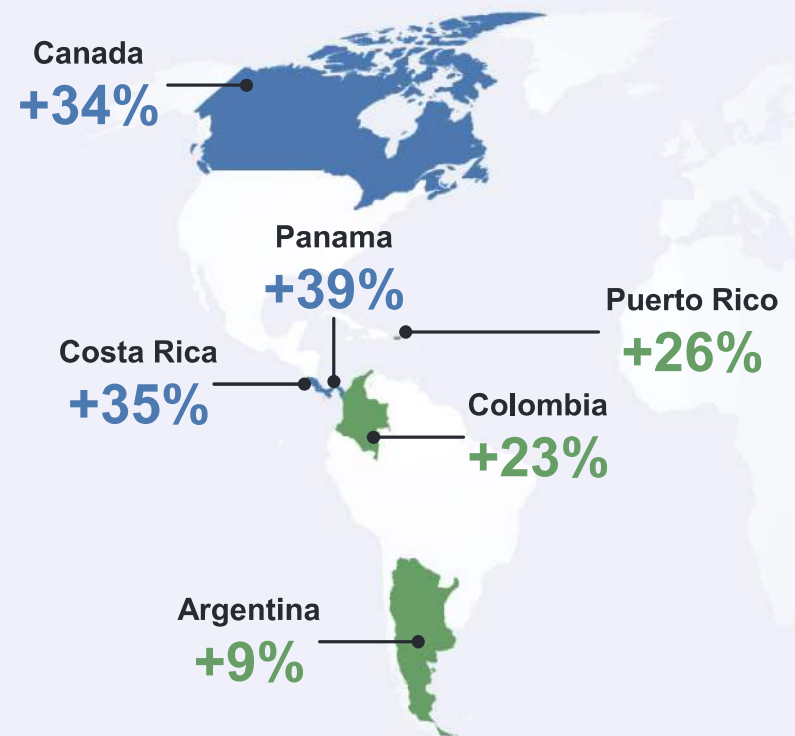 Canada
+34%
Panama
+39%
Puerto Rico
+26%
Costa Rica
+35%
Colombia
+23%
Argentina
+9%